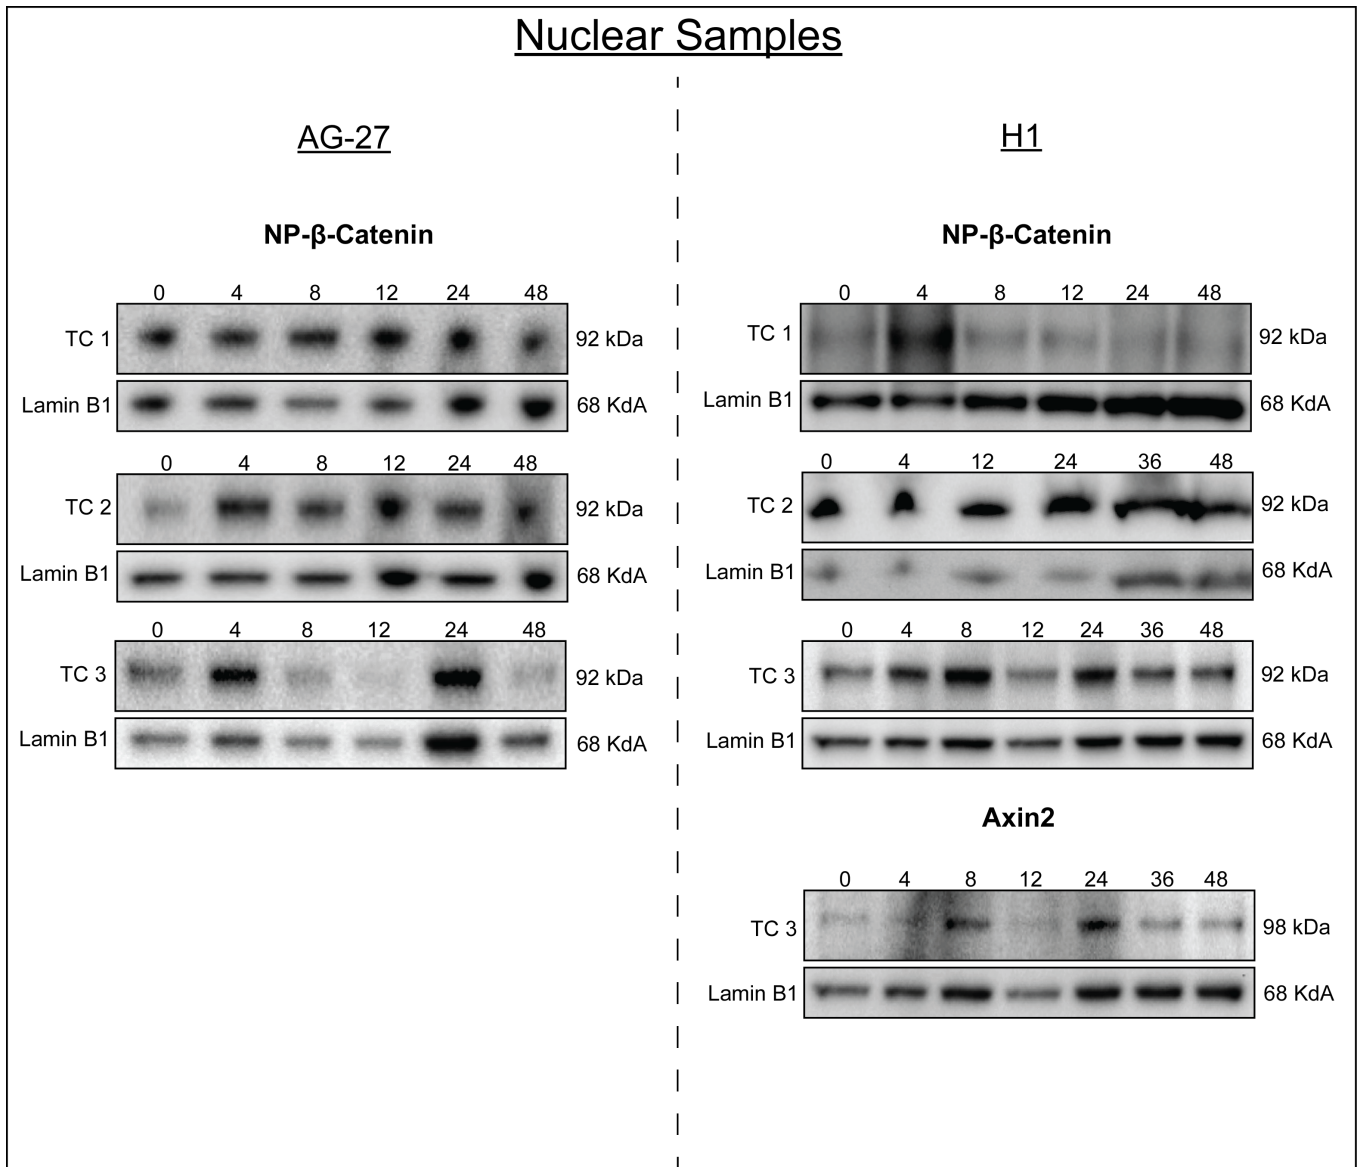 Nuclear Samples
AG-27
NP-β-Catenin
0 4 8 12 24 48
TC 1 92 kDa
Lamin B1 68 KdA
0 4 8 12 24 48
TC 2 92 kDa
Lamin B1 68 KdA
0 4 8 12 24 48
TC 3 92 kDa
Lamin B1 68 KdA
H1
NP-β-Catenin
0 4 8 12 24 48
TC 1 92 kDa
Lamin B1 68 KdA
0 4 12 24 36 48
TC 2 92 kDa
Lamin B1 68 KdA
0 4 8 12 24 36 48
TC 3 92 kDa
Lamin B1 68 KdA
Axin2
0 4 8 12 24 36 48
TC 3 98 kDa
Lamin B1 68 KdA